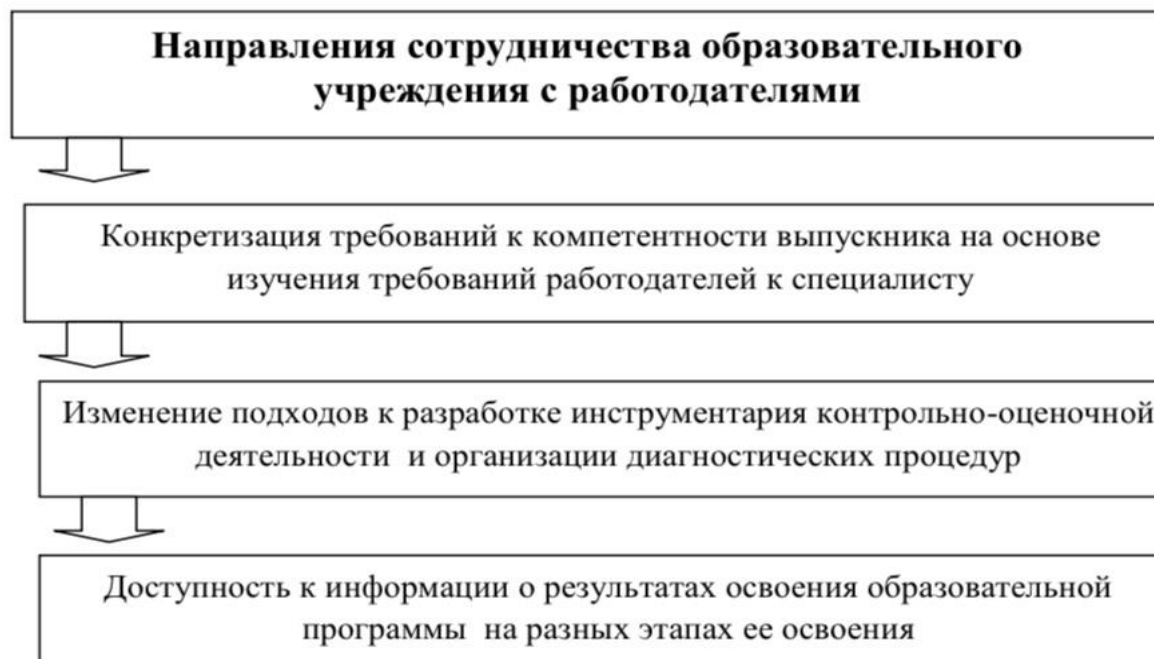 Направления сотрудничества образовательного
учреждения с работодателями
Конкретизация требований к компетентности выпускника на основе
изучения требований работодателей к специалисту
Изменение подходов к разработке инструментария контрольно-оценочной
деятельности и организации диагностических процедур
Доступность к информации о результатах освоения образовательной
программы на разных этапах ее освоения